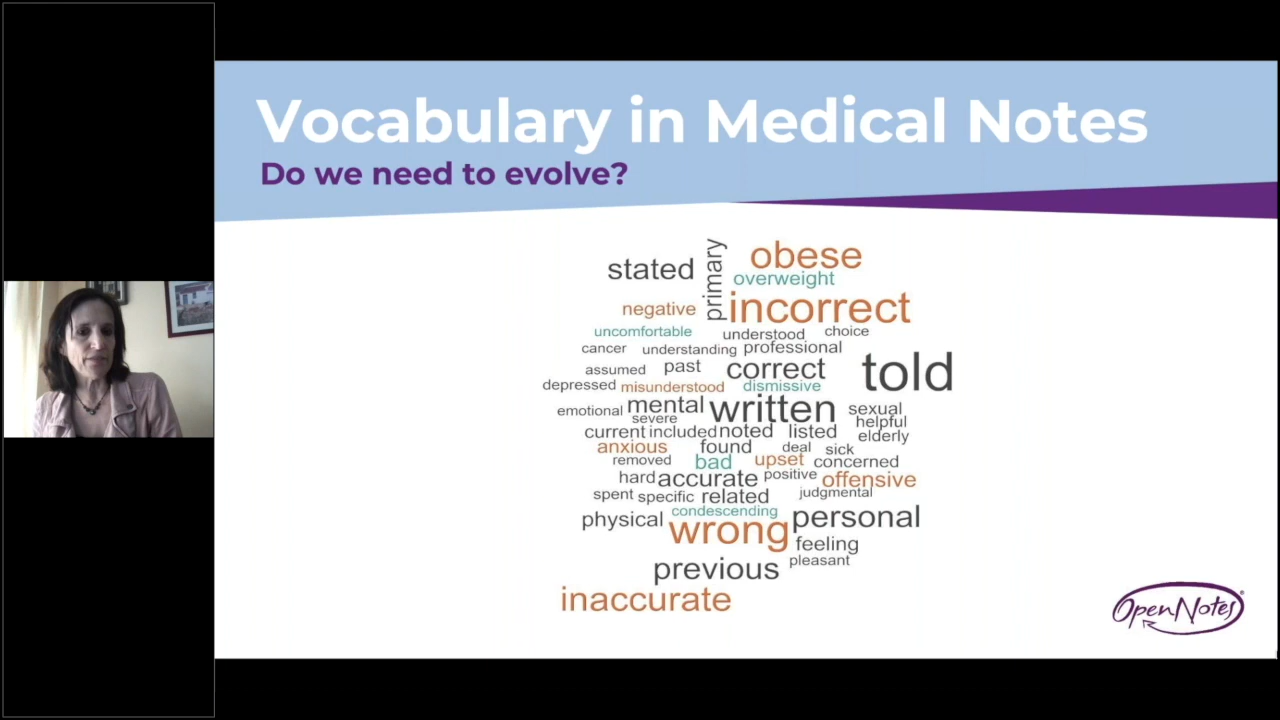 Vocabulary in Medical Notes
Do we need to evolve?
stated
primary
obese
overweight
negative
incorrect
uncomfortable
understood
choice
cancer
understanding
professional
assumed
past
correct
told
depressed
misunderstood
dismissive
emotional
mental
written
sexual
severe
helpful
current
included
noted
listed
elderly
anxious
found
deal
sick
removed
bad
upset
concerned
hard
accurate
positive
offensive
spent
specific
related
judgmental
physical
condescending
wrong
personal
feeling
previous
pleasant
inaccurate
OpenNotes